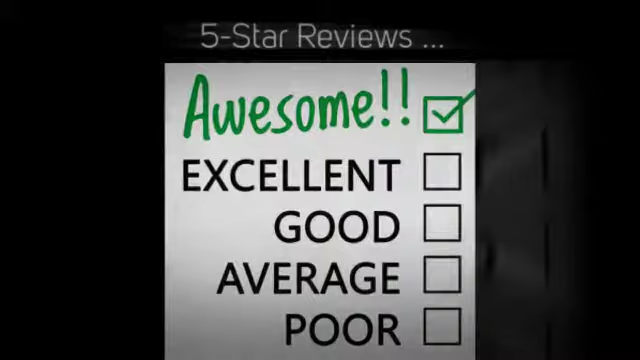 5-Star Reviews ...
Awesome!!
EXCELLENT
GOOD
AVERAGE
POOR